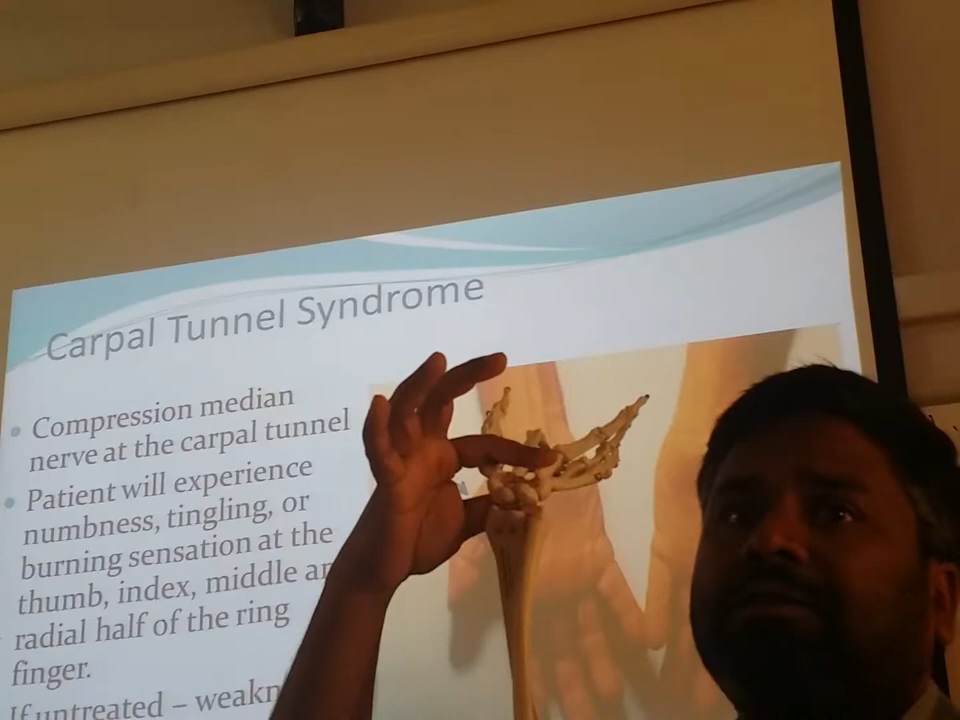 Carpal Tunnel Syndrome
Compression median
nerve at the carpal tunnel
Patient will experience
numbness, tingling, or
burning sensation at the
thumb, index, middle
radial half of the ring
finger.
If untreated –